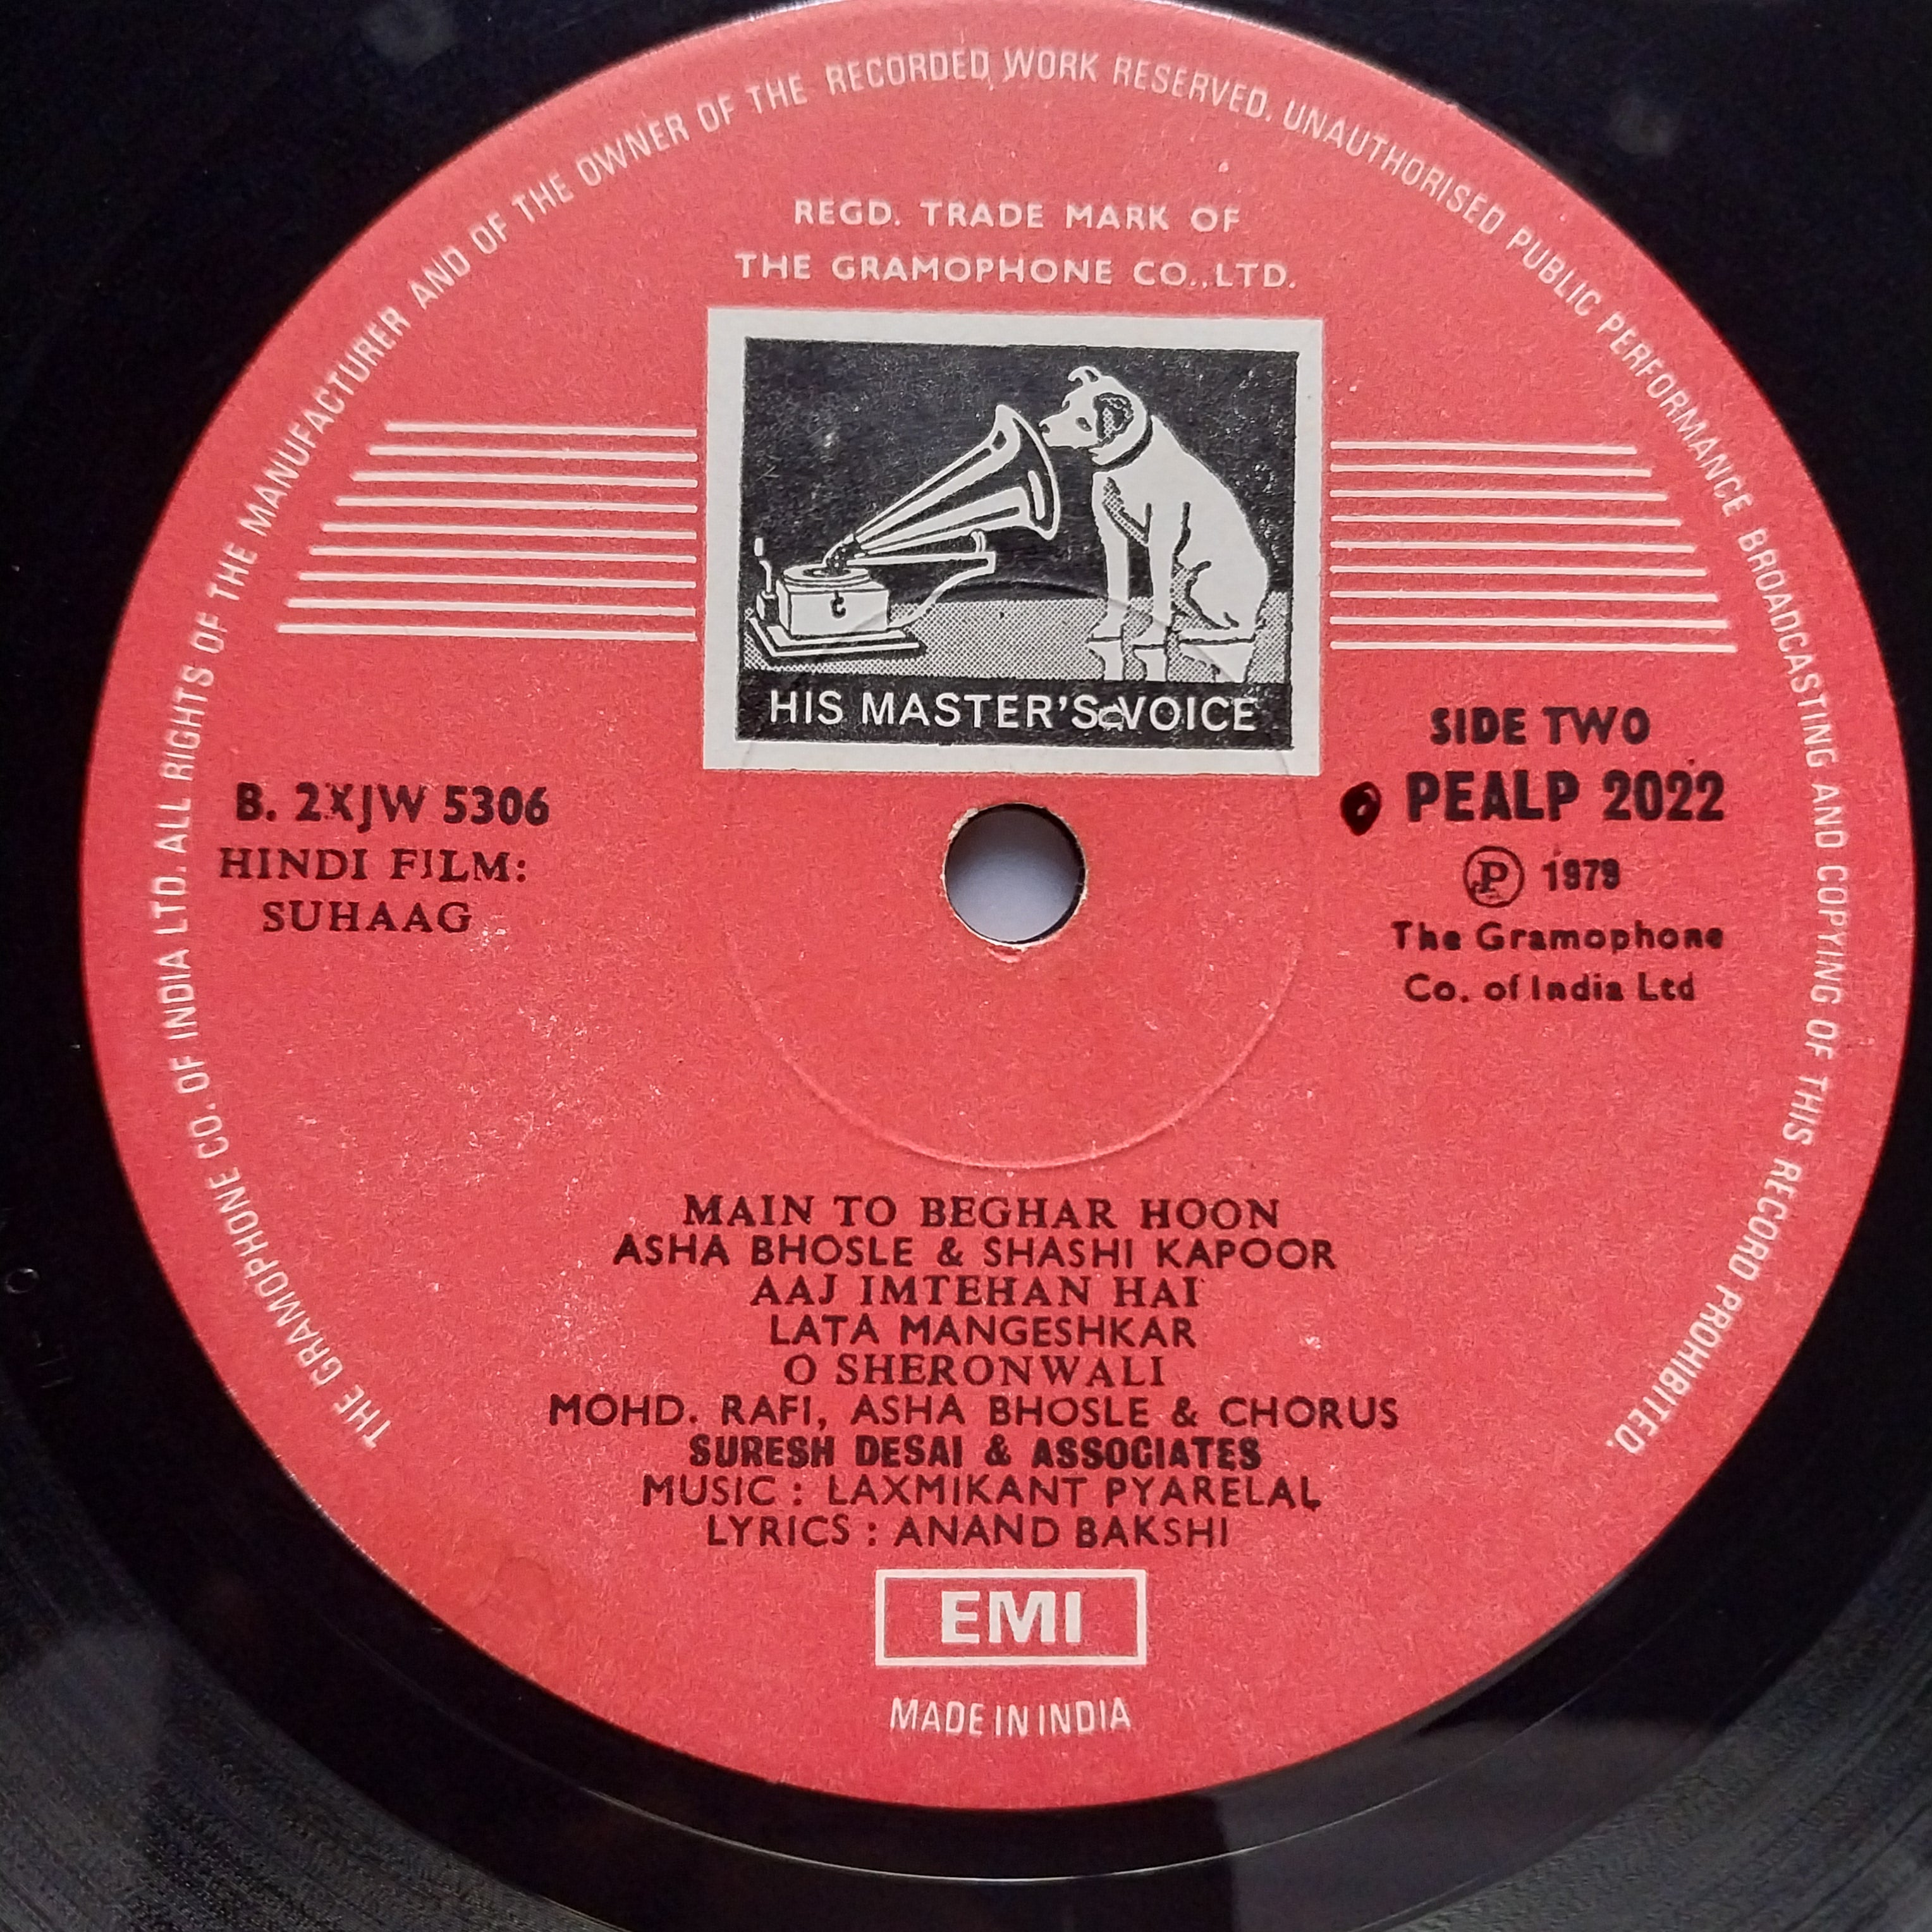 THE GRAMOPHONE CO. OF INDIA LTD. ALL RIGHTS OF THE MANUFACTURER AND OF THE OWNER OF THE RECORDED WORK RESERVED. UNAUTHORISED PUBLIC PERFORMANCE BROADCASTING AND COPYING OF THIS RECORD PROHIBITED.
REGD. TRADE MARK OF
THE GRAMOPHONE CO., LTD.
HIS MASTER'S VOICE
B. 2XJW 5306
HINDI FILM:
SUHAAG
SIDE TWO
PEALP 2022
Ⓟ 1979
The Gramophone
Co. of India Ltd
MAIN TO BEGHAR HOON
ASHA BHOSLE & SHASHI KAPOOR
AAJ IMTEHAN HAI
LATA MANGESHKAR
O SHERONWALI
MOHD. RAFI, ASHA BHOSLE & CHORUS
SURESH DESAI & ASSOCIATES
MUSIC : LAXMIKANT PYARELAL
LYRICS : ANAND BAKSHI
EMI
MADE IN INDIA